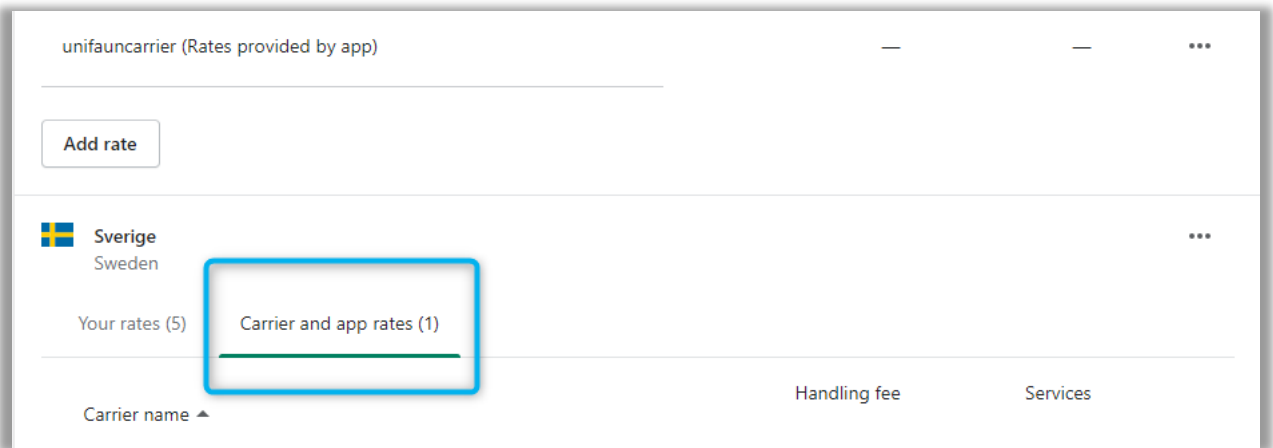 unifauncarrier (Rates provided by app) — — •••
Add rate
Sverige •••
Sweden
Your rates (5) Carrier and app rates (1)
Handling fee Services
Carrier name